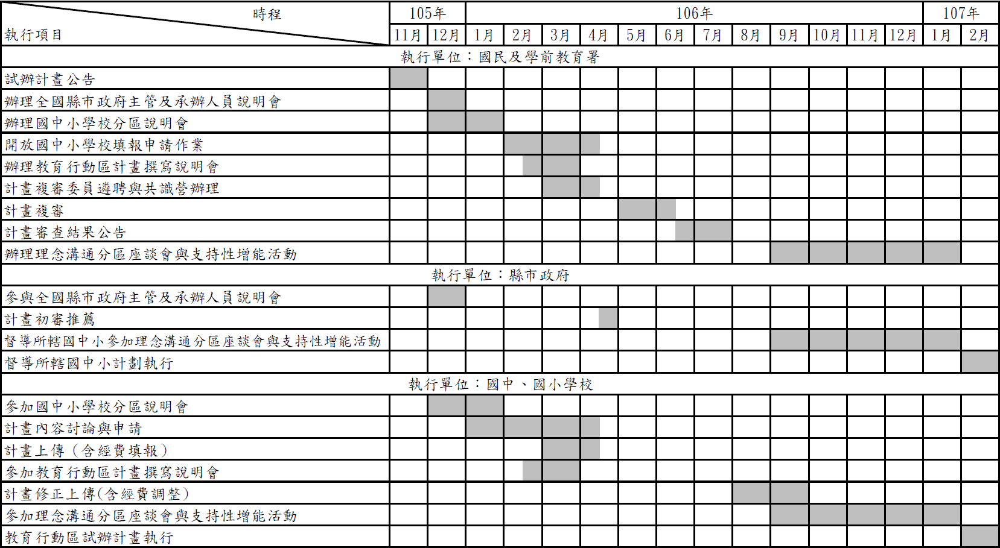 時程 105年 106年 107年
執行項目 11月 12月 1月 2月 3月 4月 5月 6月 7月 8月 9月 10月 11月 12月 1月 2月
執行單位：國民及學前教育署
試辦計畫公告
辦理全國縣市政府主管及承辦人員說明會
辦理國中小學校分區說明會
開放國中小學校填報申請作業
辦理教育行動區計畫撰寫說明會
計畫複審委員遴聘與共識營辦理
計畫複審
計畫審查結果公告
辦理理念溝通分區座談會與支持性增能活動
執行單位：縣市政府
參與全國縣市政府主管及承辦人員說明會
計畫初審推薦
督導所轄國中小參加理念溝通分區座談會與支持性增能活動
督導所轄國中小計劃執行
執行單位：國中、國小學校
參加國中小學校分區說明會
計畫內容討論與申請
計畫上傳（含經費填報）
參加教育行動區計畫撰寫說明會
計畫修正上傳(含經費調整)
參加理念溝通分區座談會與支持性增能活動
教育行動區試辦計畫執行